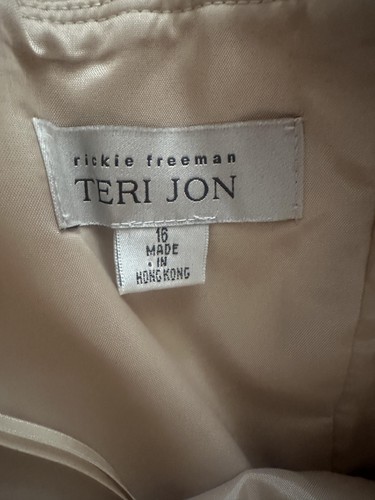 rickie freeman
TERI JON
16
MADE
IN
HONG KONG